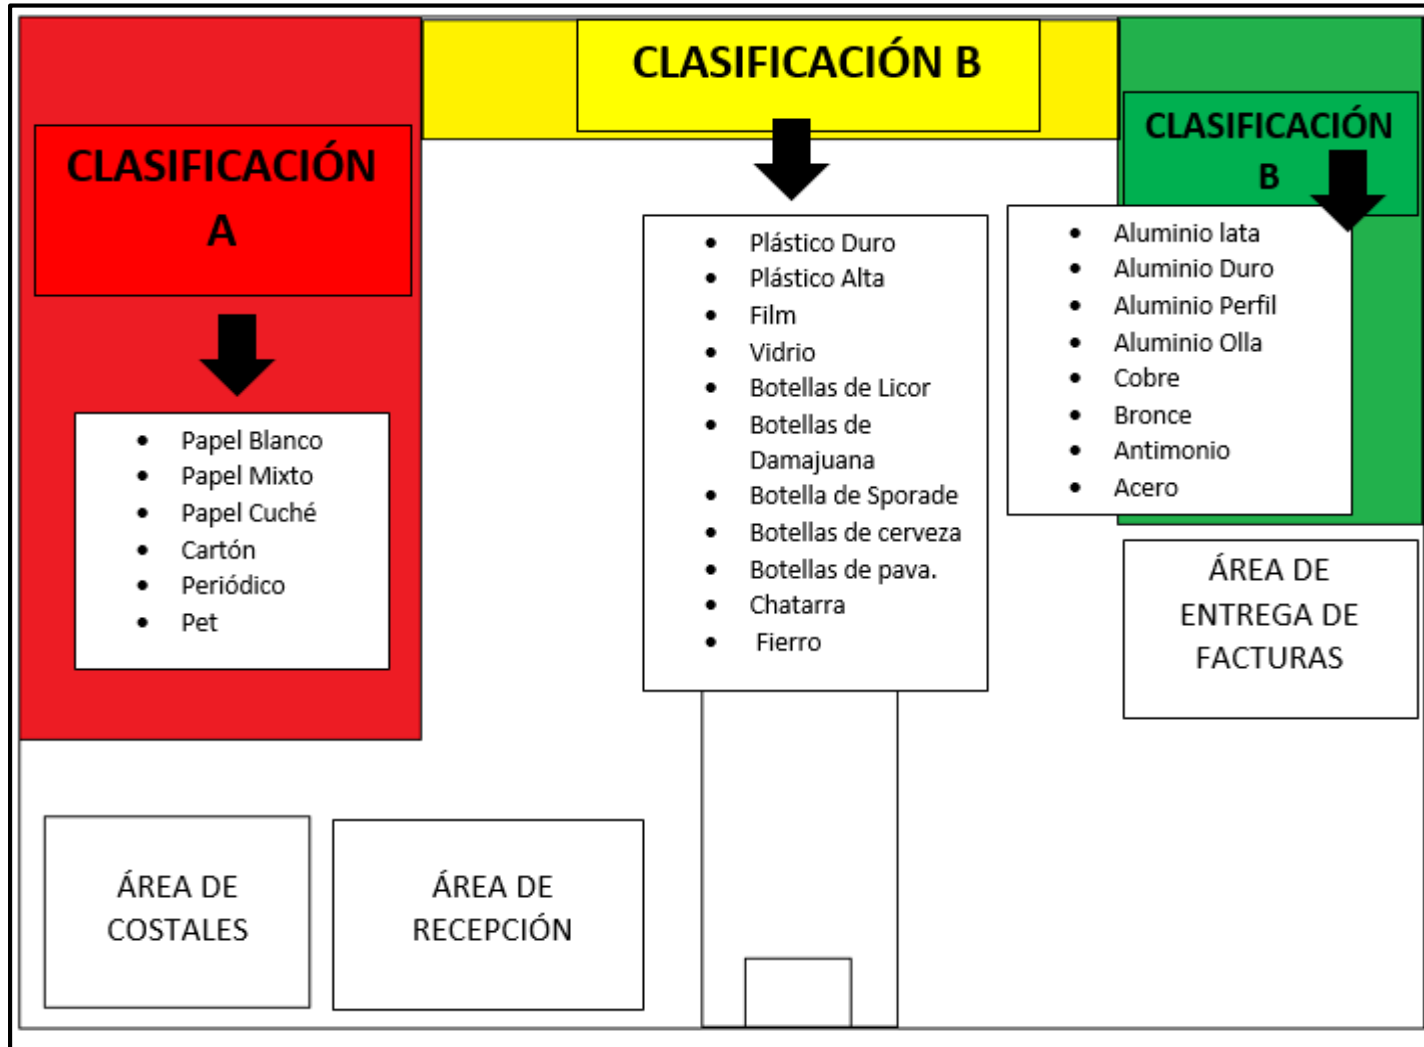 CLASIFICACIÓN
A
• Papel Blanco
• Papel Mixto
• Papel Cuché
• Cartón
• Periódico
• Pet
CLASIFICACIÓN B
• Plástico Duro
• Plástico Alta
• Film
• Vidrio
• Botellas de Licor
• Botellas de
Damajuana
• Botella de Sporade
• Botellas de cerveza
• Botellas de pava.
• Chatarra
• Fierro
CLASIFICACIÓN
B
• Aluminio lata
• Aluminio Duro
• Aluminio Perfil
• Aluminio Olla
• Cobre
• Bronce
• Antimonio
• Acero
ÁREA DE
ENTREGA DE
FACTURAS
ÁREA DE
COSTALES
ÁREA DE
RECEPCIÓN